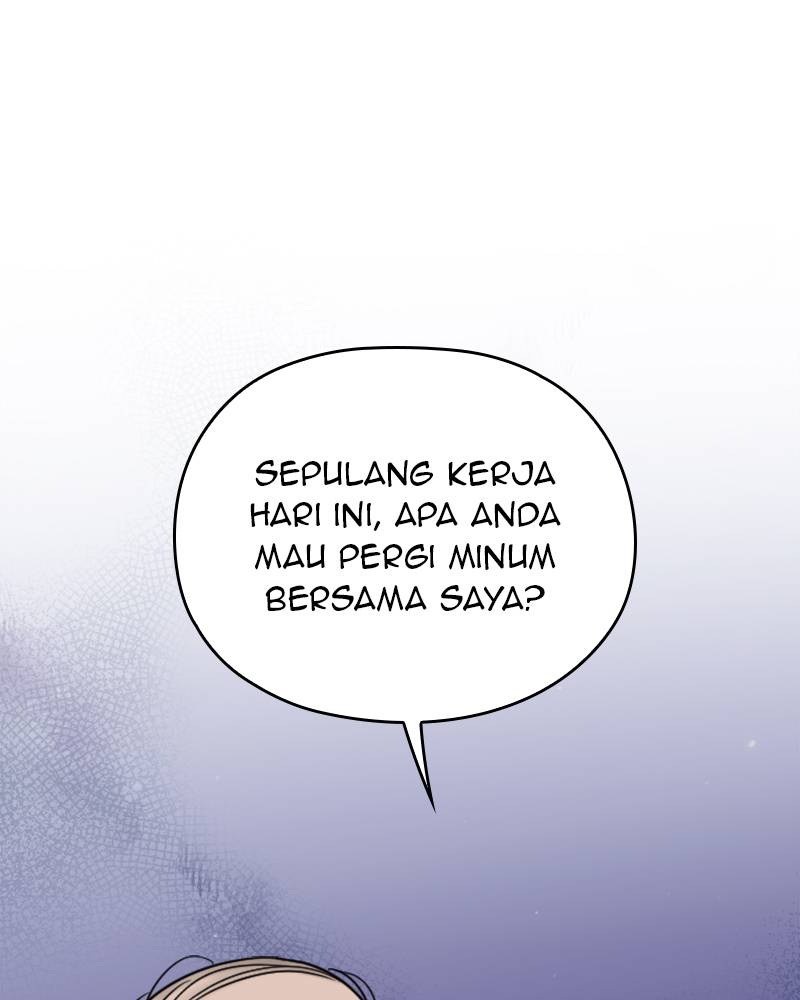 SEPULANG KERJA
HARI INI, APA ANDA
MAU PERGI MINUM
BERSAMA SAYA?